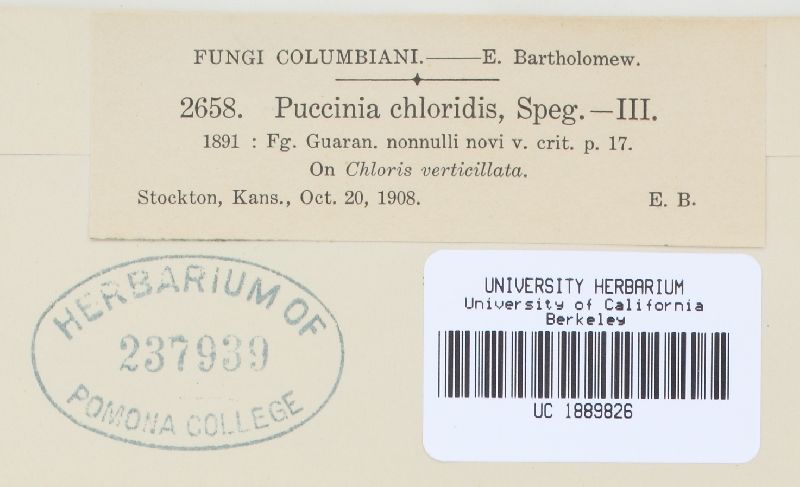 FUNGI COLUMBIANI.——E. Bartholomew.
2658. Puccinia chloridis, Speg.—III.
1891 : Fg. Guaran. nonnulli novi v. crit. p. 17.
On Chloris verticillata.
Stockton, Kans., Oct. 20, 1908. E. B.
HERBARIUM OF
237939
POMONA COLLEGE
UNIVERSITY HERBARIUM
University of California
Berkeley
UC 1889826